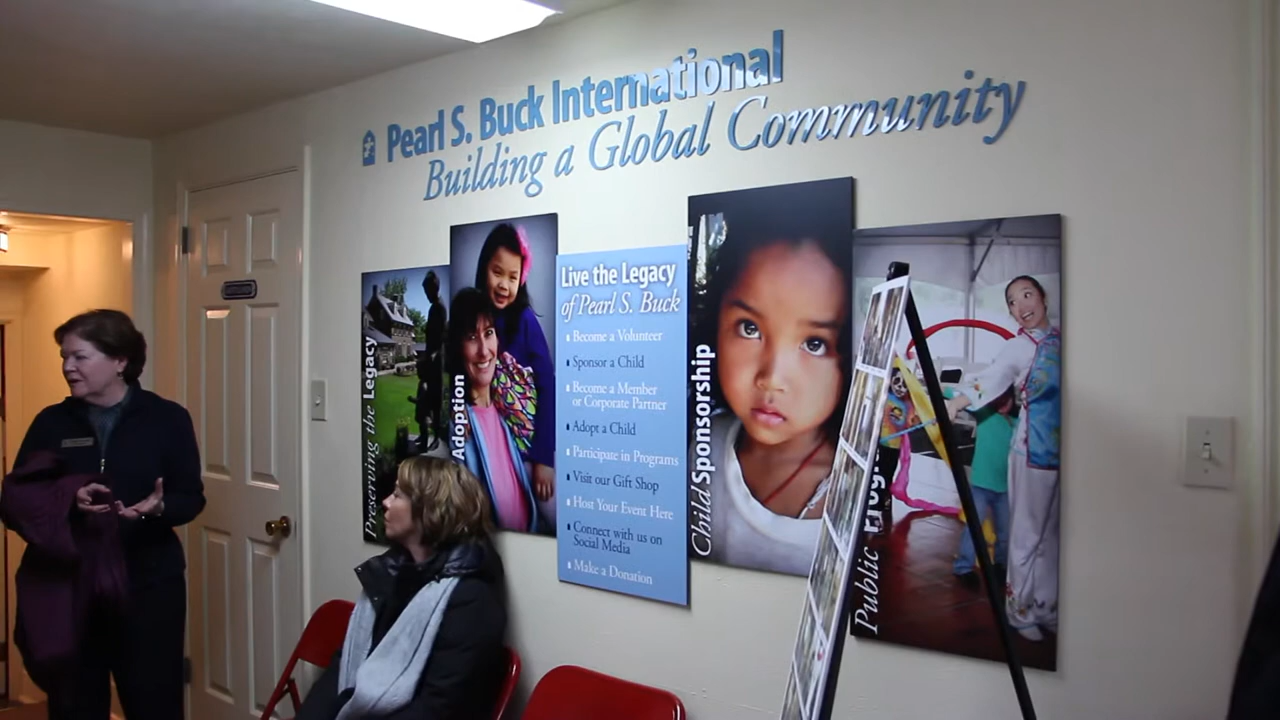 Pearl S. Buck International
Building a Global Community
Preserving the Legacy
Adoption
Live the Legacy
of Pearl S. Buck
Become a Volunteer
Sponsor a Child
Become a Member
or Corporate Partner
Adopt a Child
Participate in Programs
Visit our Gift Shop
Host Your Event Here
Connect with us on
Social Media
Make a Donation
Child Sponsorship
Public